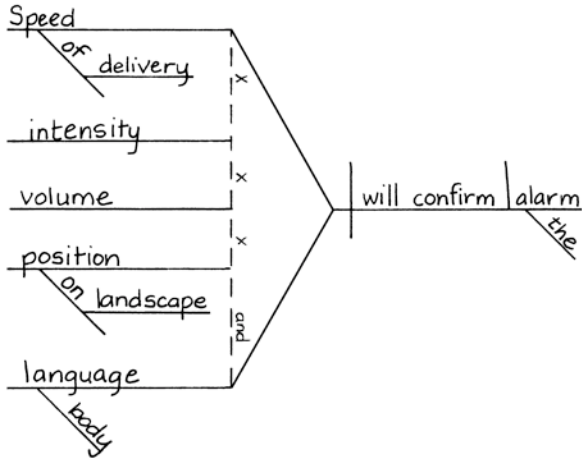 Speed
of
delivery
x
intensity
x
volume
will confirm
alarm
the
position
x
on
landscape
and
language
body